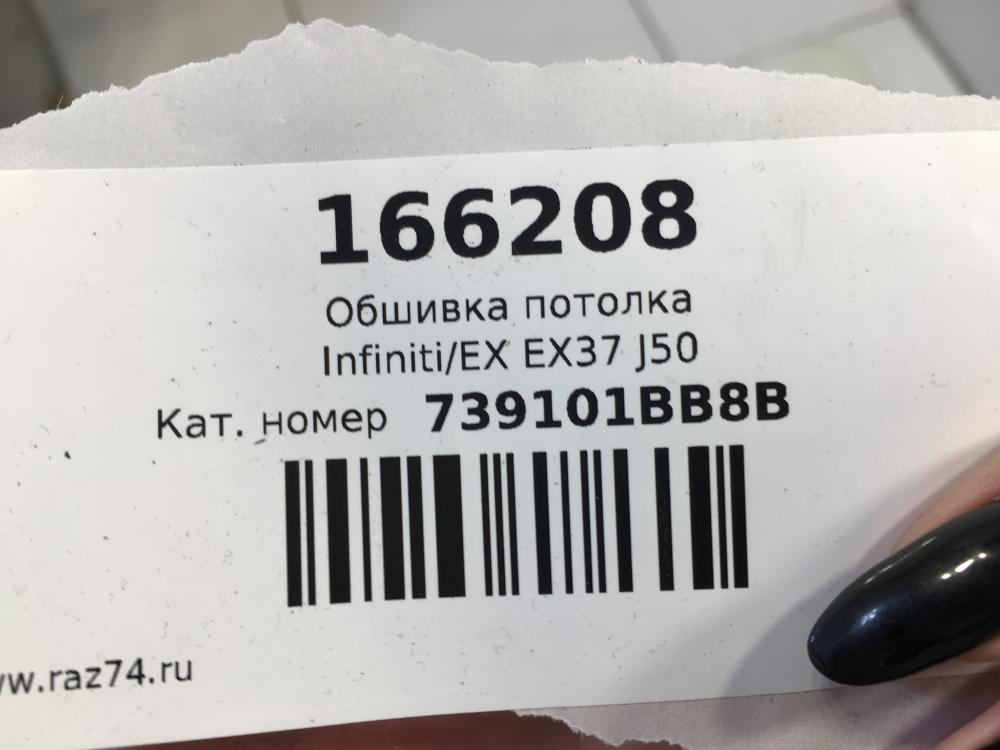 166208
Обшивка потолка
Infiniti/EX EX37 J50
Кат. номер 739101BB8B
w.raz74.ru